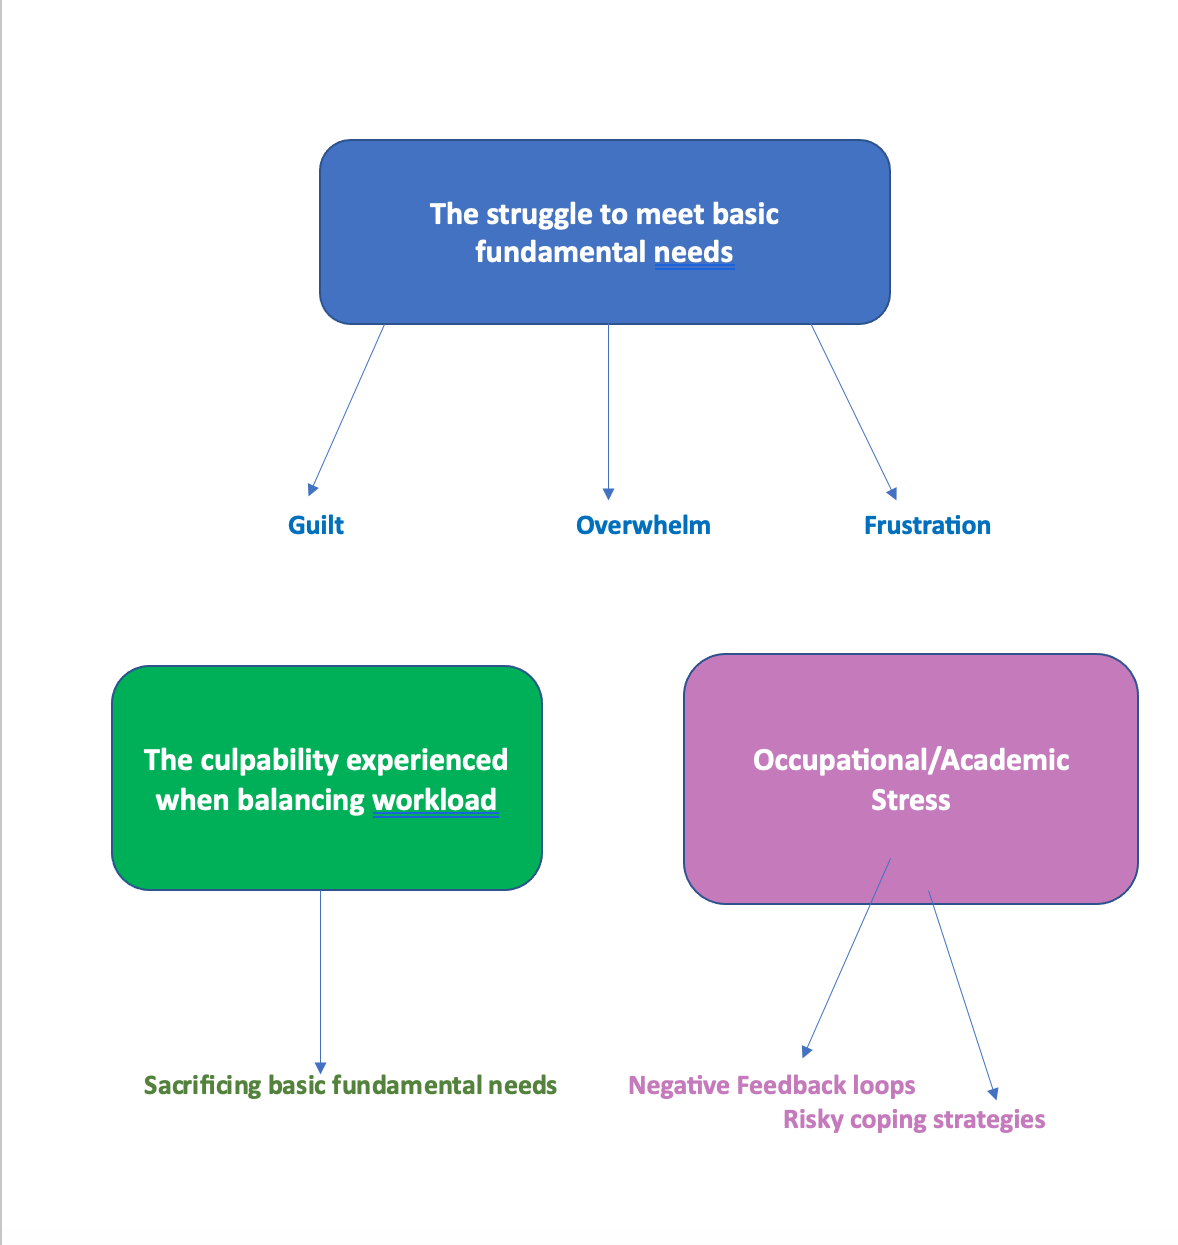 The struggle to meet basic
fundamental needs
Guilt
Overwhelm
Frustration
The culpability experienced
when balancing workload
Occupational/Academic
Stress
Sacrificing basic fundamental needs
Negative Feedback loops
Risky coping strategies